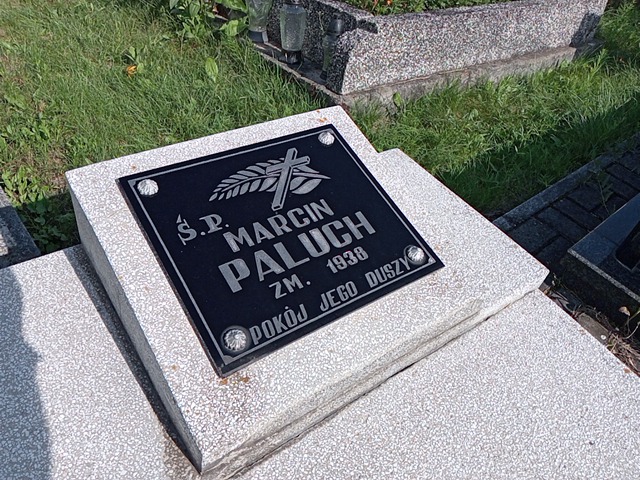 Ś.P.
MARCIN
PALUCH
ZM. 1938
POKÓJ JEGO DUSZY